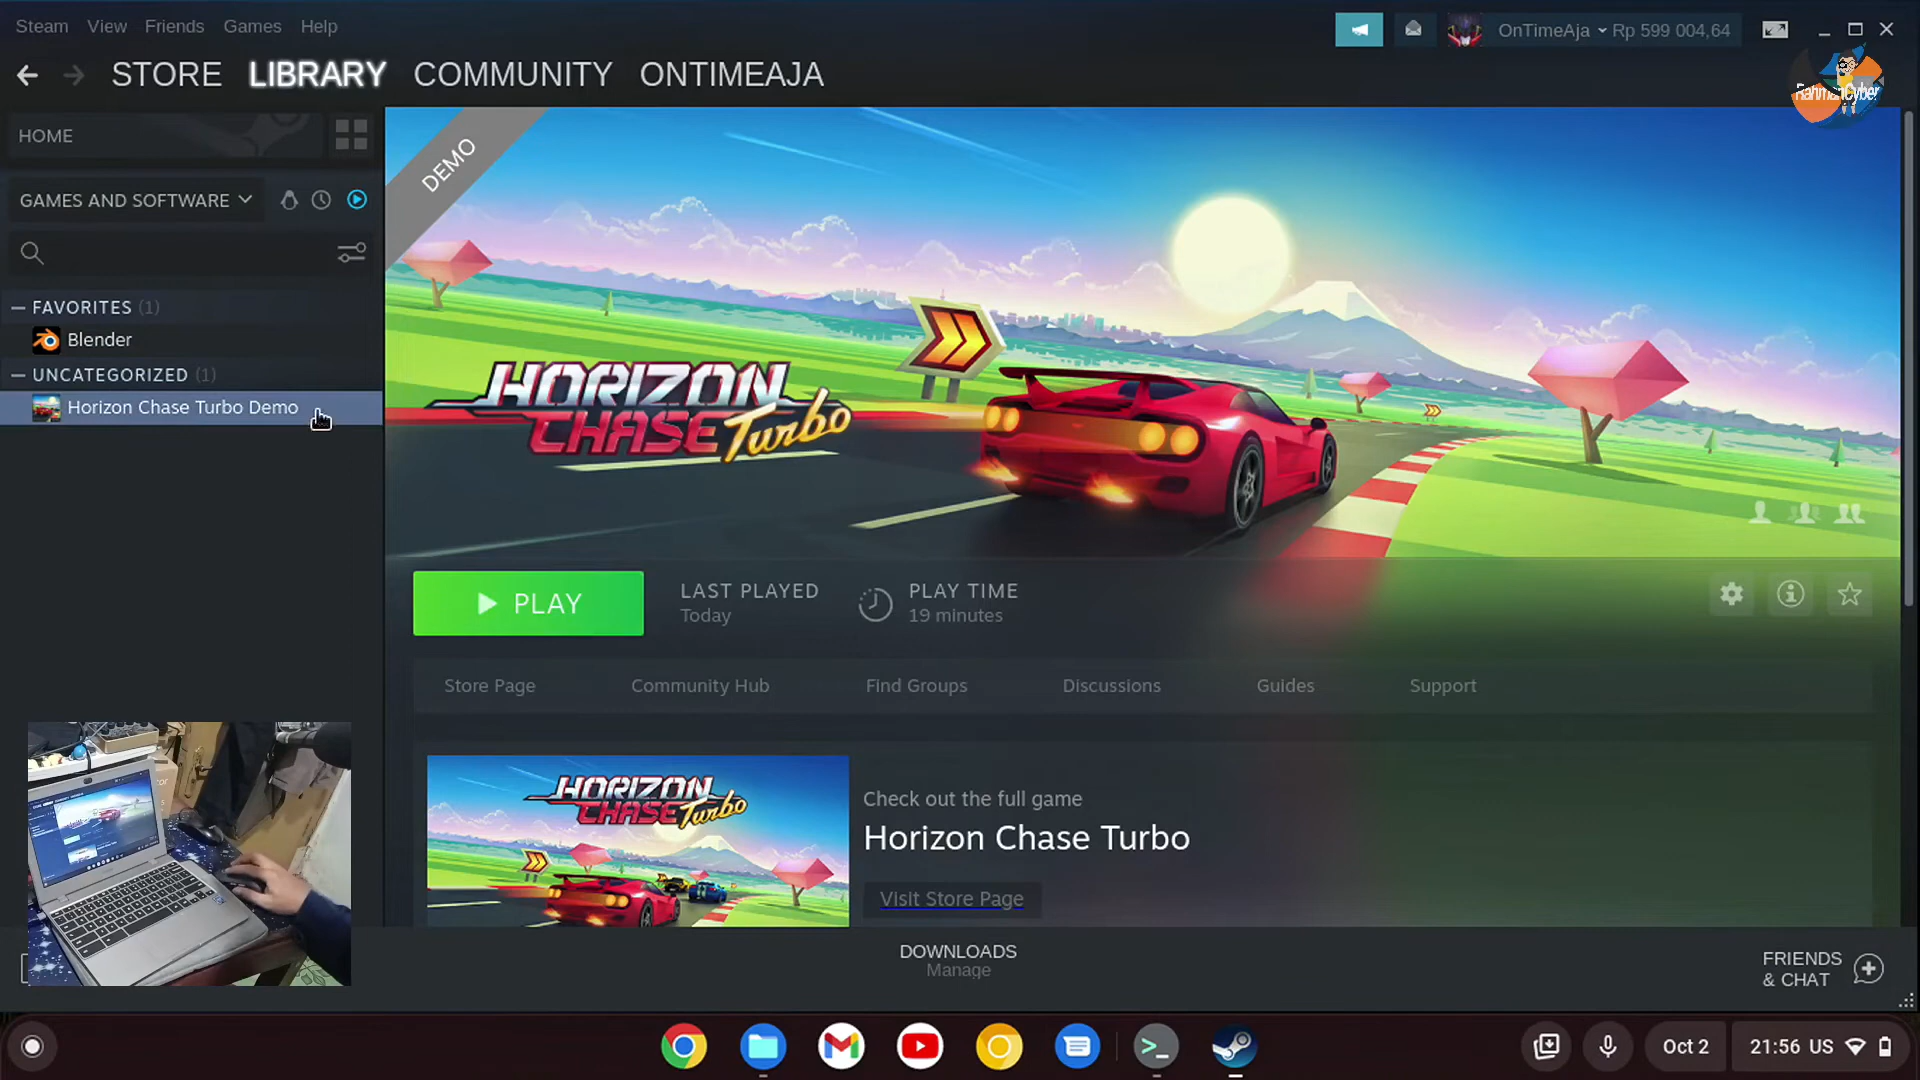 Steam View Friends Games Help
OnTimeAja Rp 599 004,64
STORE LIBRARY COMMUNITY ONTIMEAJA
RahmanCyber
HOME
GAMES AND SOFTWARE
FAVORITES (1)
Blender
UNCATEGORIZED (1)
Horizon Chase Turbo Demo
DEMO
HORIZON
CHASE Turbo
PLAY
LAST PLAYED
Today
PLAY TIME
19 minutes
Store Page Community Hub Find Groups Discussions Guides Support
HORIZON
CHASE Turbo
Check out the full game
Horizon Chase Turbo
Visit Store Page
DOWNLOADS
Manage
FRIENDS
& CHAT
Oct 2
21:56 US